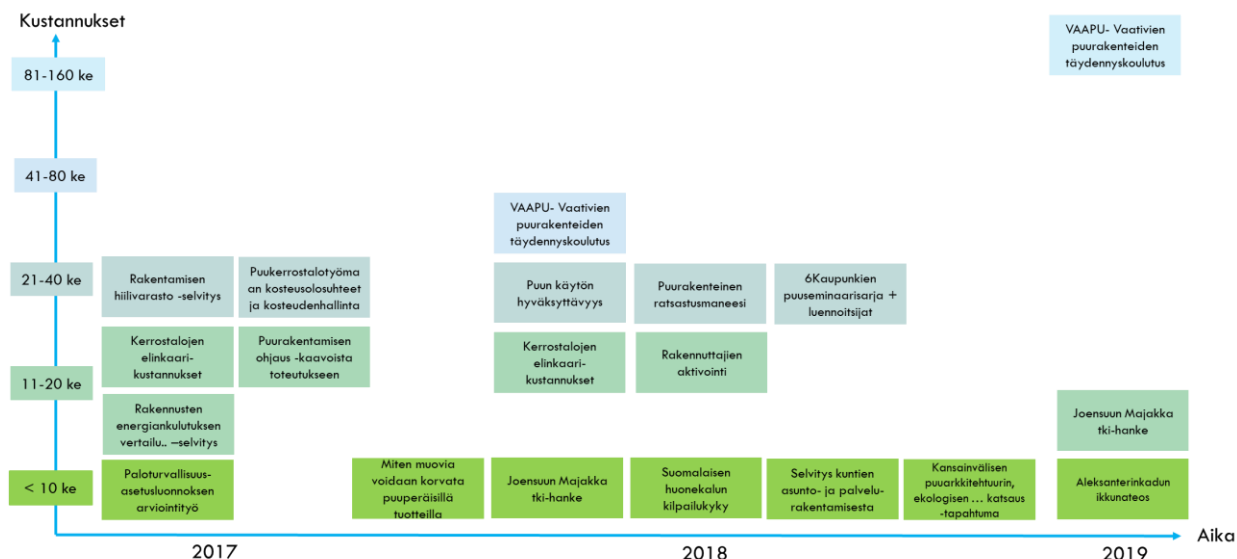 Kustannukset
VAAPU- Vaativien
puurakenteiden
täydennyskoulutus
81-160 ke
41-80 ke
VAAPU- Vaativien
puurakenteiden
täydennyskoulutus
21-40 ke
Rakentamisen
hiilivarasto -selvitys
Puukerrostalotyöma
an kosteusolosuhteet
ja kosteudenhallinta
Puun käytön
hyväksyttävyys
Puurakenteinen
ratsastusmaneesi
6Kaupunkien
puuseminaarisarja +
luennoitsijat
11-20 ke
Kerrostalojen
elinkaari-
kustannukset
Puurakentamisen
ohjaus -kaavoista
toteutukseen
Kerrostalojen
elinkaari-
kustannukset
Rakennuttajien
aktivointi
Rakennusten
energiankulutuksen
vertailu.. –selvitys
Joensuun Majakka
tki-hanke
< 10 ke
Paloturvallisuus-
asetusluonnoksen
arviointityö
Miten muovia
voidaan korvata
puuperäisillä
tuotteilla
Joensuun Majakka
tki-hanke
Suomalaisen
huonekalun
kilpailukyky
Selvitys kuntien
asunto- ja palvelu-
rakentamisesta
Kansainvälisen
puuarkkitehtuurin,
ekologisen ... katsaus
-tapahtuma
Aleksanterinkadun
ikkunateos
Aika
2017
2018
2019